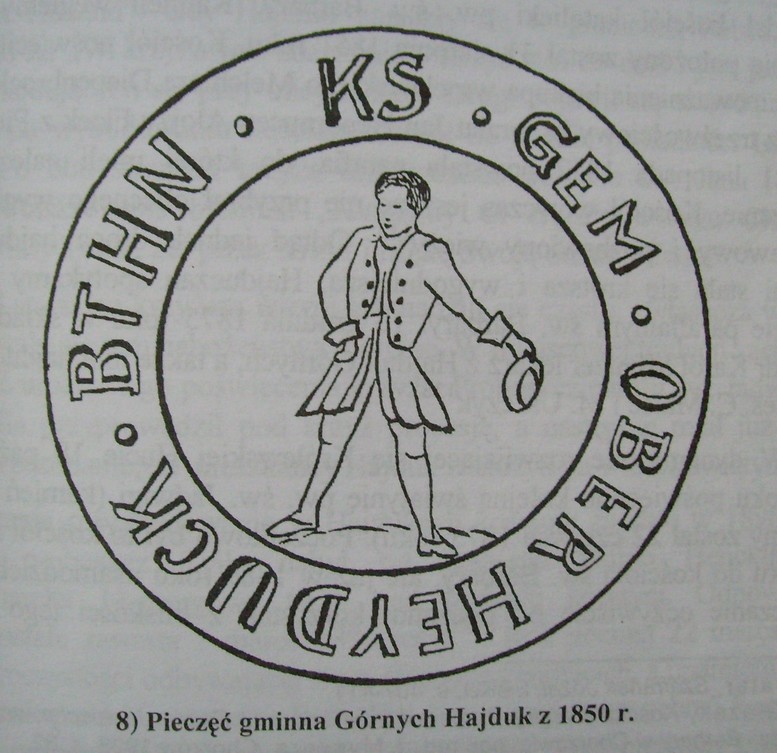 GEM · OBER HEYDUCK · BTHN · KS ·
8) Pieczęć gminna Górnych Hajduk z 1850 r.